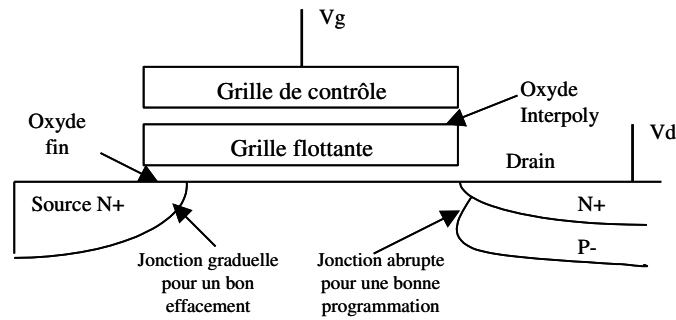 Vg
Grille de contrôle
Oxyde
Interpoly
Oxyde
fin
Grille flottante
Vd
Drain
Source N+
N+
P-
Jonction graduelle
pour un bon
effacement
Jonction abrupte
pour une bonne
programmation